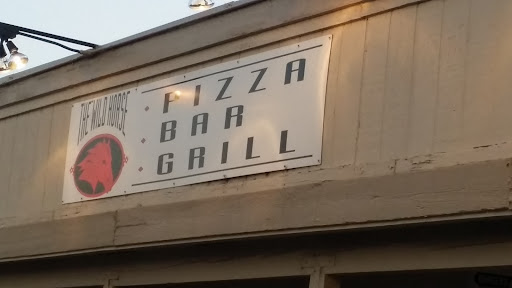 THE WILD HORSE
PIZZA
BAR
GRILL